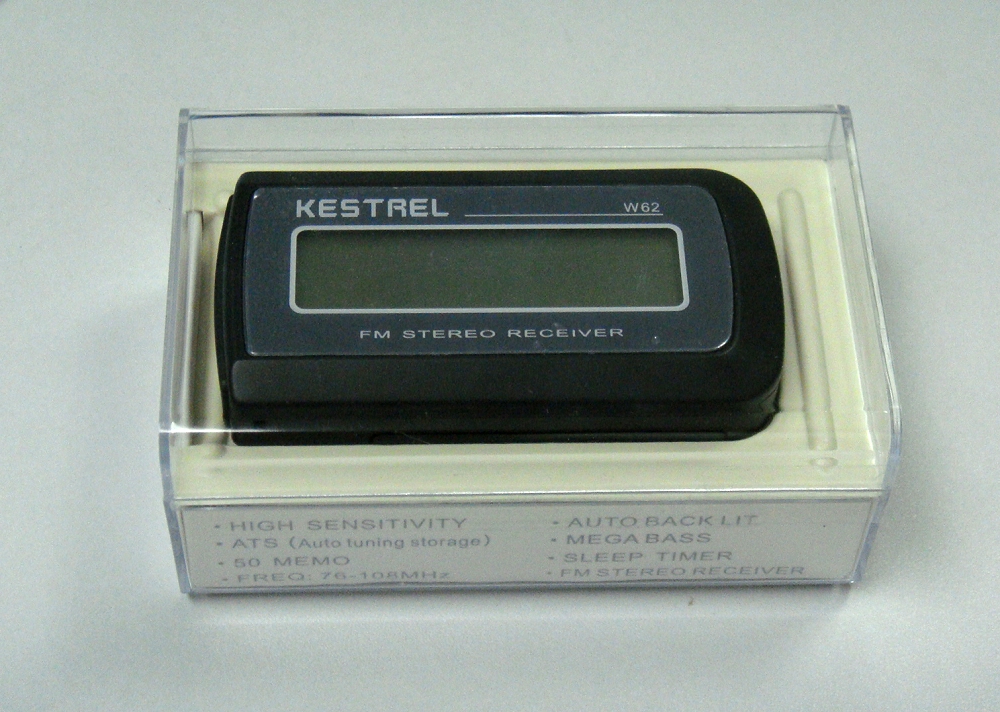 KESTREL
W62
FM STEREO RECEIVER
• HIGH SENSITIVITY
• ATS (Auto tuning storage)
• 50 MEMO
• FREQ: 76-108MHz
• AUTO BACK LIT
• MEGA BASS
• SLEEP TIMER
• FM STEREO RECEIVER